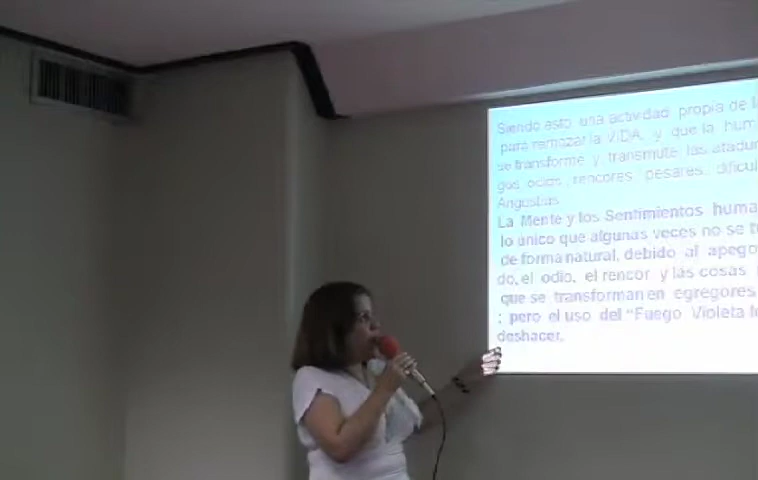 Siendo esto una actividad propia de l
para remozar la VIDA, y que la hum
se transforme y transmute las atadur
odios, rencores, pesares, dificul
Angustias.
La Mente y los Sentimientos huma
lo único que algunas veces no se t
de forma natural, debido al apego
do, el odio, el rencor y las cosas
que se transforman en egregores
: pero el uso del "Fuego Violeta l
deshacer.